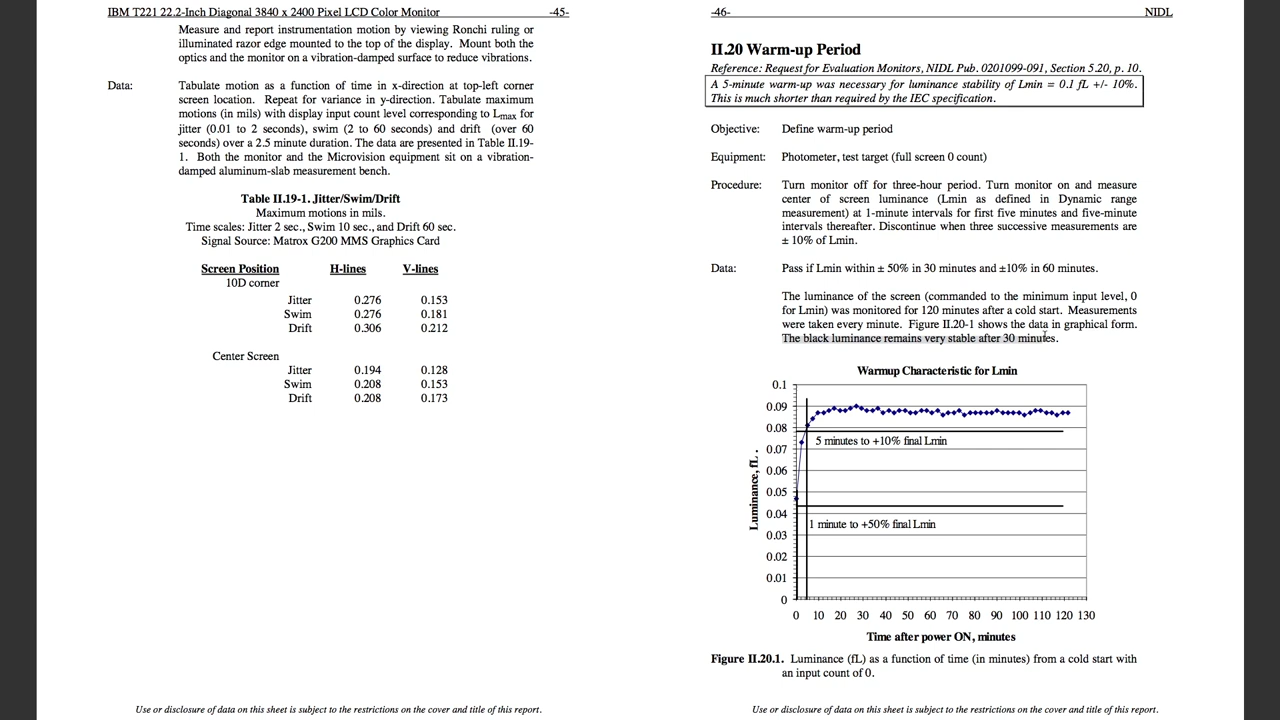 IBM T221 22.2-Inch Diagonal 3840 x 2400 Pixel LCD Color Monitor -45-
Measure and report instrumentation motion by viewing Ronchi ruling or
illuminated razor edge mounted to the top of the display. Mount both the
optics and the monitor on a vibration-damped surface to reduce vibrations.
Data: Tabulate motion as a function of time in x-direction at top-left corner
screen location. Repeat for variance in y-direction. Tabulate maximum
motions (in mils) with display input count level corresponding to Lmax for
jitter (0.01 to 2 seconds), swim (2 to 60 seconds) and drift (over 60
seconds) over a 2.5 minute duration. The data are presented in Table II.19-
1. Both the monitor and the Microvision equipment sit on a vibration-
damped aluminum-slab measurement bench.
Table II.19-1. Jitter/Swim/Drift
Maximum motions in mils.
Time scales: Jitter 2 sec., Swim 10 sec., and Drift 60 sec.
Signal Source: Matrox G200 MMS Graphics Card
Screen Position H-lines V-lines
10D corner
Jitter 0.276 0.153
Swim 0.276 0.181
Drift 0.306 0.212
Center Screen
Jitter 0.194 0.128
Swim 0.208 0.153
Drift 0.208 0.173
Use or disclosure of data on this sheet is subject to the restrictions on the cover and title of this report.
-46- NIDL
II.20 Warm-up Period
Reference: Request for Evaluation Monitors, NIDL Pub. 0201099-091, Section 5.20, p. 10.
A 5-minute warm-up was necessary for luminance stability of Lmin = 0.1 fL +/- 10%.
This is much shorter than required by the IEC specification.
Objective: Define warm-up period
Equipment: Photometer, test target (full screen 0 count)
Procedure: Turn monitor off for three-hour period. Turn monitor on and measure
center of screen luminance (Lmin as defined in Dynamic range
measurement) at 1-minute intervals for first five minutes and five-minute
intervals thereafter. Discontinue when three successive measurements are
± 10% of Lmin.
Data: Pass if Lmin within ± 50% in 30 minutes and ±10% in 60 minutes.
The luminance of the screen (commanded to the minimum input level, 0
for Lmin) was monitored for 120 minutes after a cold start. Measurements
were taken every minute. Figure II.20-1 shows the data in graphical form.
The black luminance remains very stable after 30 minutes.
Warmup Characteristic for Lmin
0.1
0.09
0.08
0.07
0.06
0.05
0.04
0.03
0.02
0.01
0
Luminance, fL .
5 minutes to +10% final Lmin
1 minute to +50% final Lmin
0 10 20 30 40 50 60 70 80 90 100 110 120 130
Time after power ON, minutes
Figure II.20.1. Luminance (fL) as a function of time (in minutes) from a cold start with
an input count of 0.
Use or disclosure of data on this sheet is subject to the restrictions on the cover and title of this report.